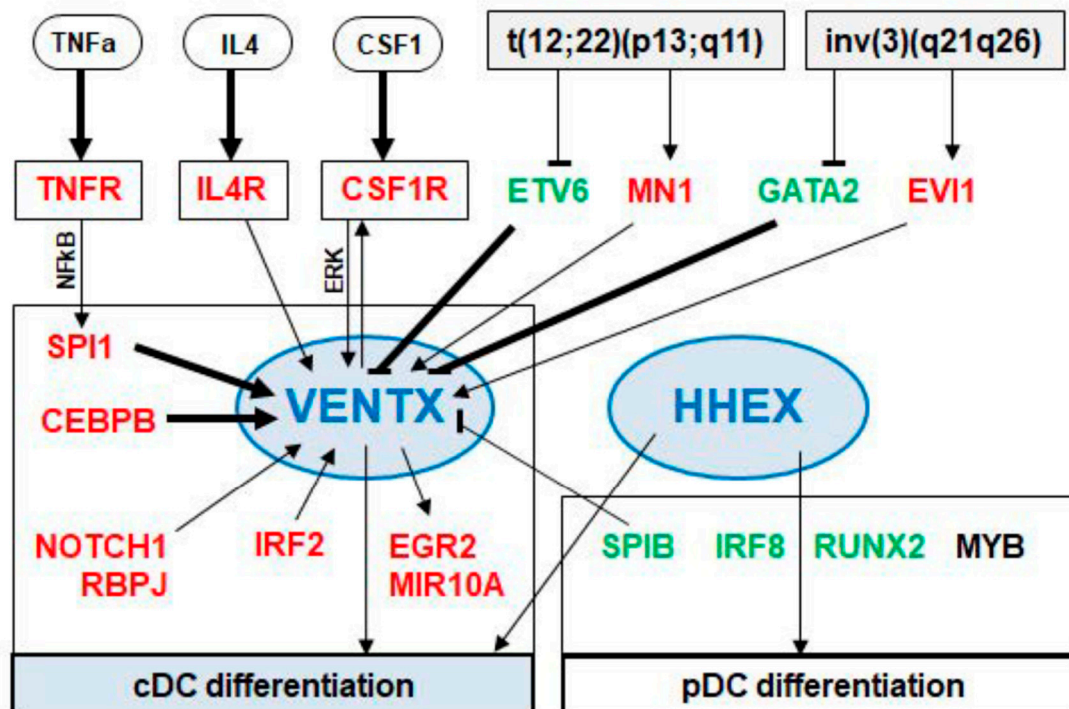 TNFa
IL4
CSF1
t(12;22)(p13;q11)
inv(3)(q21q26)
TNFR
IL4R
CSF1R
ETV6
MN1
GATA2
EVI1
NFkB
ERK
SPI1
CEBPB
VENTX
HHEX
NOTCH1
RBPJ
IRF2
EGR2
MIR10A
SPIB
IRF8
RUNX2
MYB
cDC differentiation
pDC differentiation